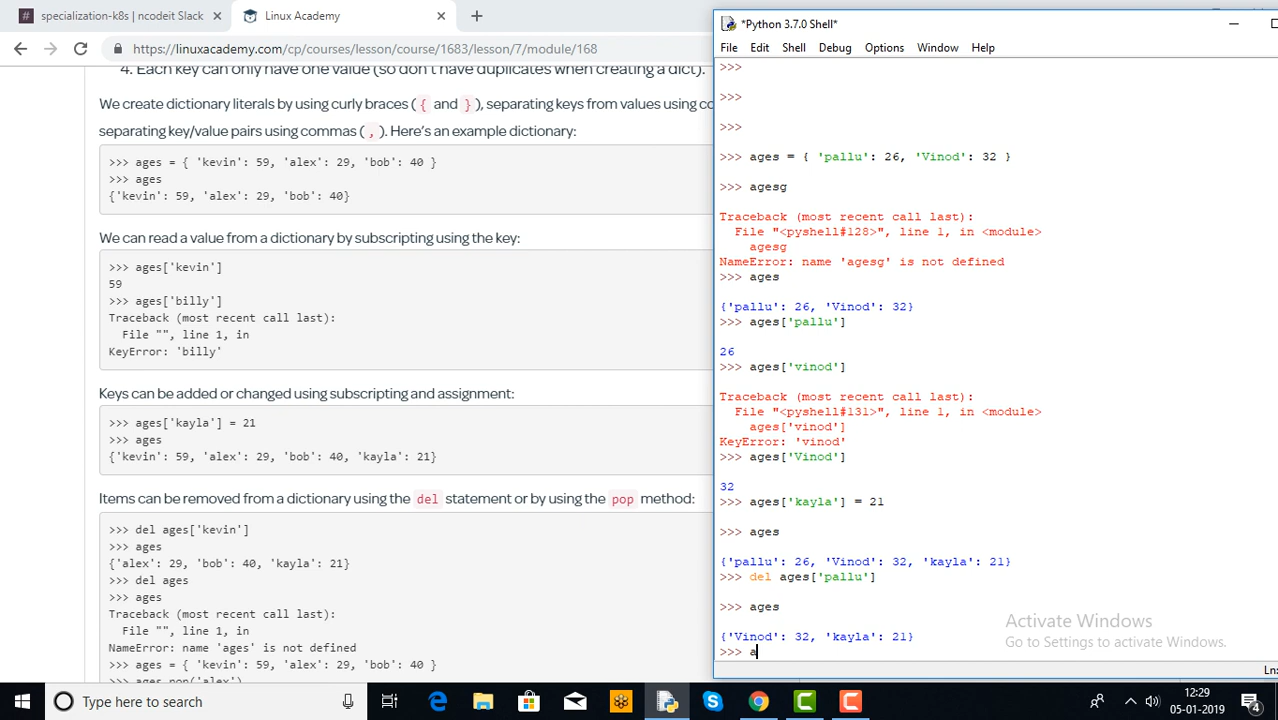 specialization-k8s | ncodeit Slack
Linux Academy
https://linuxacademy.com/cp/courses/lesson/course/1683/lesson/7/module/168
4. Each key can only have one value (so don't have duplicates when creating a dict).
We create dictionary literals by using curly braces ( { and } ), separating keys from values using co
separating key/value pairs using commas ( , ). Here's an example dictionary:
>>> ages = { 'kevin': 59, 'alex': 29, 'bob': 40 }
>>> ages
{'kevin': 59, 'alex': 29, 'bob': 40}
We can read a value from a dictionary by subscripting using the key:
>>> ages['kevin']
59
>>> ages['billy']
Traceback (most recent call last):
File "", line 1, in
KeyError: 'billy'
Keys can be added or changed using subscripting and assignment:
>>> ages['kayla'] = 21
>>> ages
{'kevin': 59, 'alex': 29, 'bob': 40, 'kayla': 21}
Items can be removed from a dictionary using the del statement or by using the pop method:
>>> del ages['kevin']
>>> ages
{'alex': 29, 'bob': 40, 'kayla': 21}
>>> del ages
>>> ages
Traceback (most recent call last):
File "", line 1, in
NameError: name 'ages' is not defined
>>> ages = { 'kevin': 59, 'alex': 29, 'bob': 40 }
>>> ages.pop('alex')
*Python 3.7.0 Shell*
File Edit Shell Debug Options Window Help
>>>
>>>
>>>
>>> ages = { 'pallu': 26, 'Vinod': 32 }
>>> agesg
Traceback (most recent call last):
File "<pyshell#128>", line 1, in <module>
agesg
NameError: name 'agesg' is not defined
>>> ages
{'pallu': 26, 'Vinod': 32}
>>> ages['pallu']
26
>>> ages['vinod']
Traceback (most recent call last):
File "<pyshell#131>", line 1, in <module>
ages['vinod']
KeyError: 'vinod'
>>> ages['Vinod']
32
>>> ages['kayla'] = 21
>>> ages
{'pallu': 26, 'Vinod': 32, 'kayla': 21}
>>> del ages['pallu']
>>> ages
{'Vinod': 32, 'kayla': 21}
>>> a
Activate Windows
Go to Settings to activate Windows.
Ln:
Type here to search
12:29
05-01-2019
4